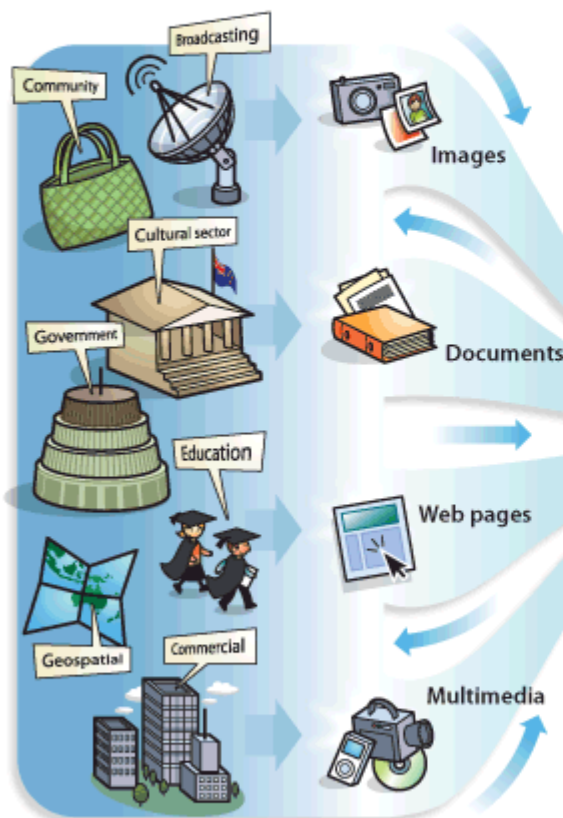 Broadcasting
Community
Images
Cultural sector
Government
Documents
Education
Web pages
Geospatial
Commercial
Multimedia